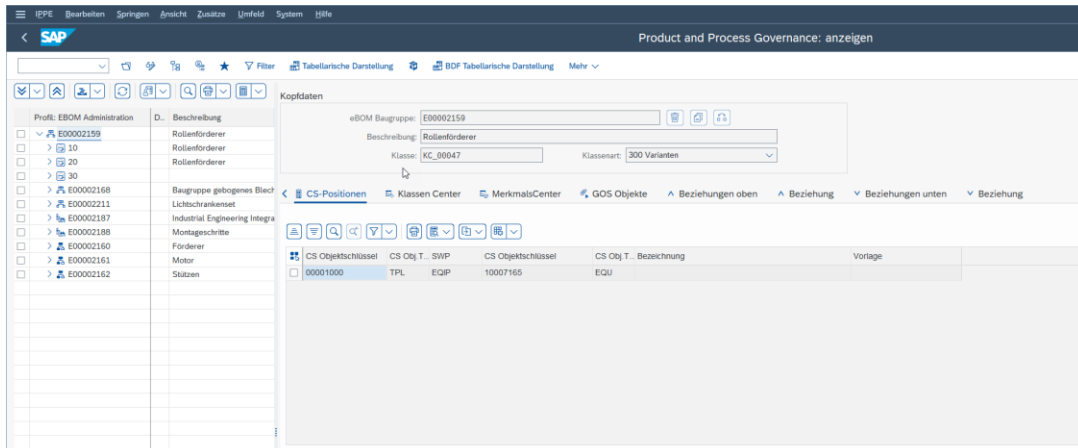 IPPE Bearbeiten Springen Ansicht Zusätze Umfeld System Hilfe
SAP Product and Process Governance: anzeigen
Filter Tabellarische Darstellung BDF Tabellarische Darstellung Mehr
Kopfdaten
Profil: EBOM Administration D.. Beschreibung
eBOM Baugruppe: E00002159
E00002159 Rollenförderer
Beschreibung: Rollenförderer
10 Rollenförderer
Klasse: KC_00047 Klassenart: 300 Varianten
20 Rollenförderer
30
E00002168 Baugruppe gebogenes Blech
CS-Positionen Klassen Center MerkmalsCenter GOS Objekte Beziehungen oben Beziehung Beziehungen unten Beziehung
E00002211 Lichtschrankenset
E00002187 Industrial Engineering Integra
E00002188 Montageschritte
E00002160 Förderer
E00002161 Motor
E00002162 Stützen
CS Objektschlüssel CS Obj.T... SWP CS Objektschlüssel CS Obj.T... Bezeichnung Vorlage
00001000 TPL EQIP 10007165 EQU